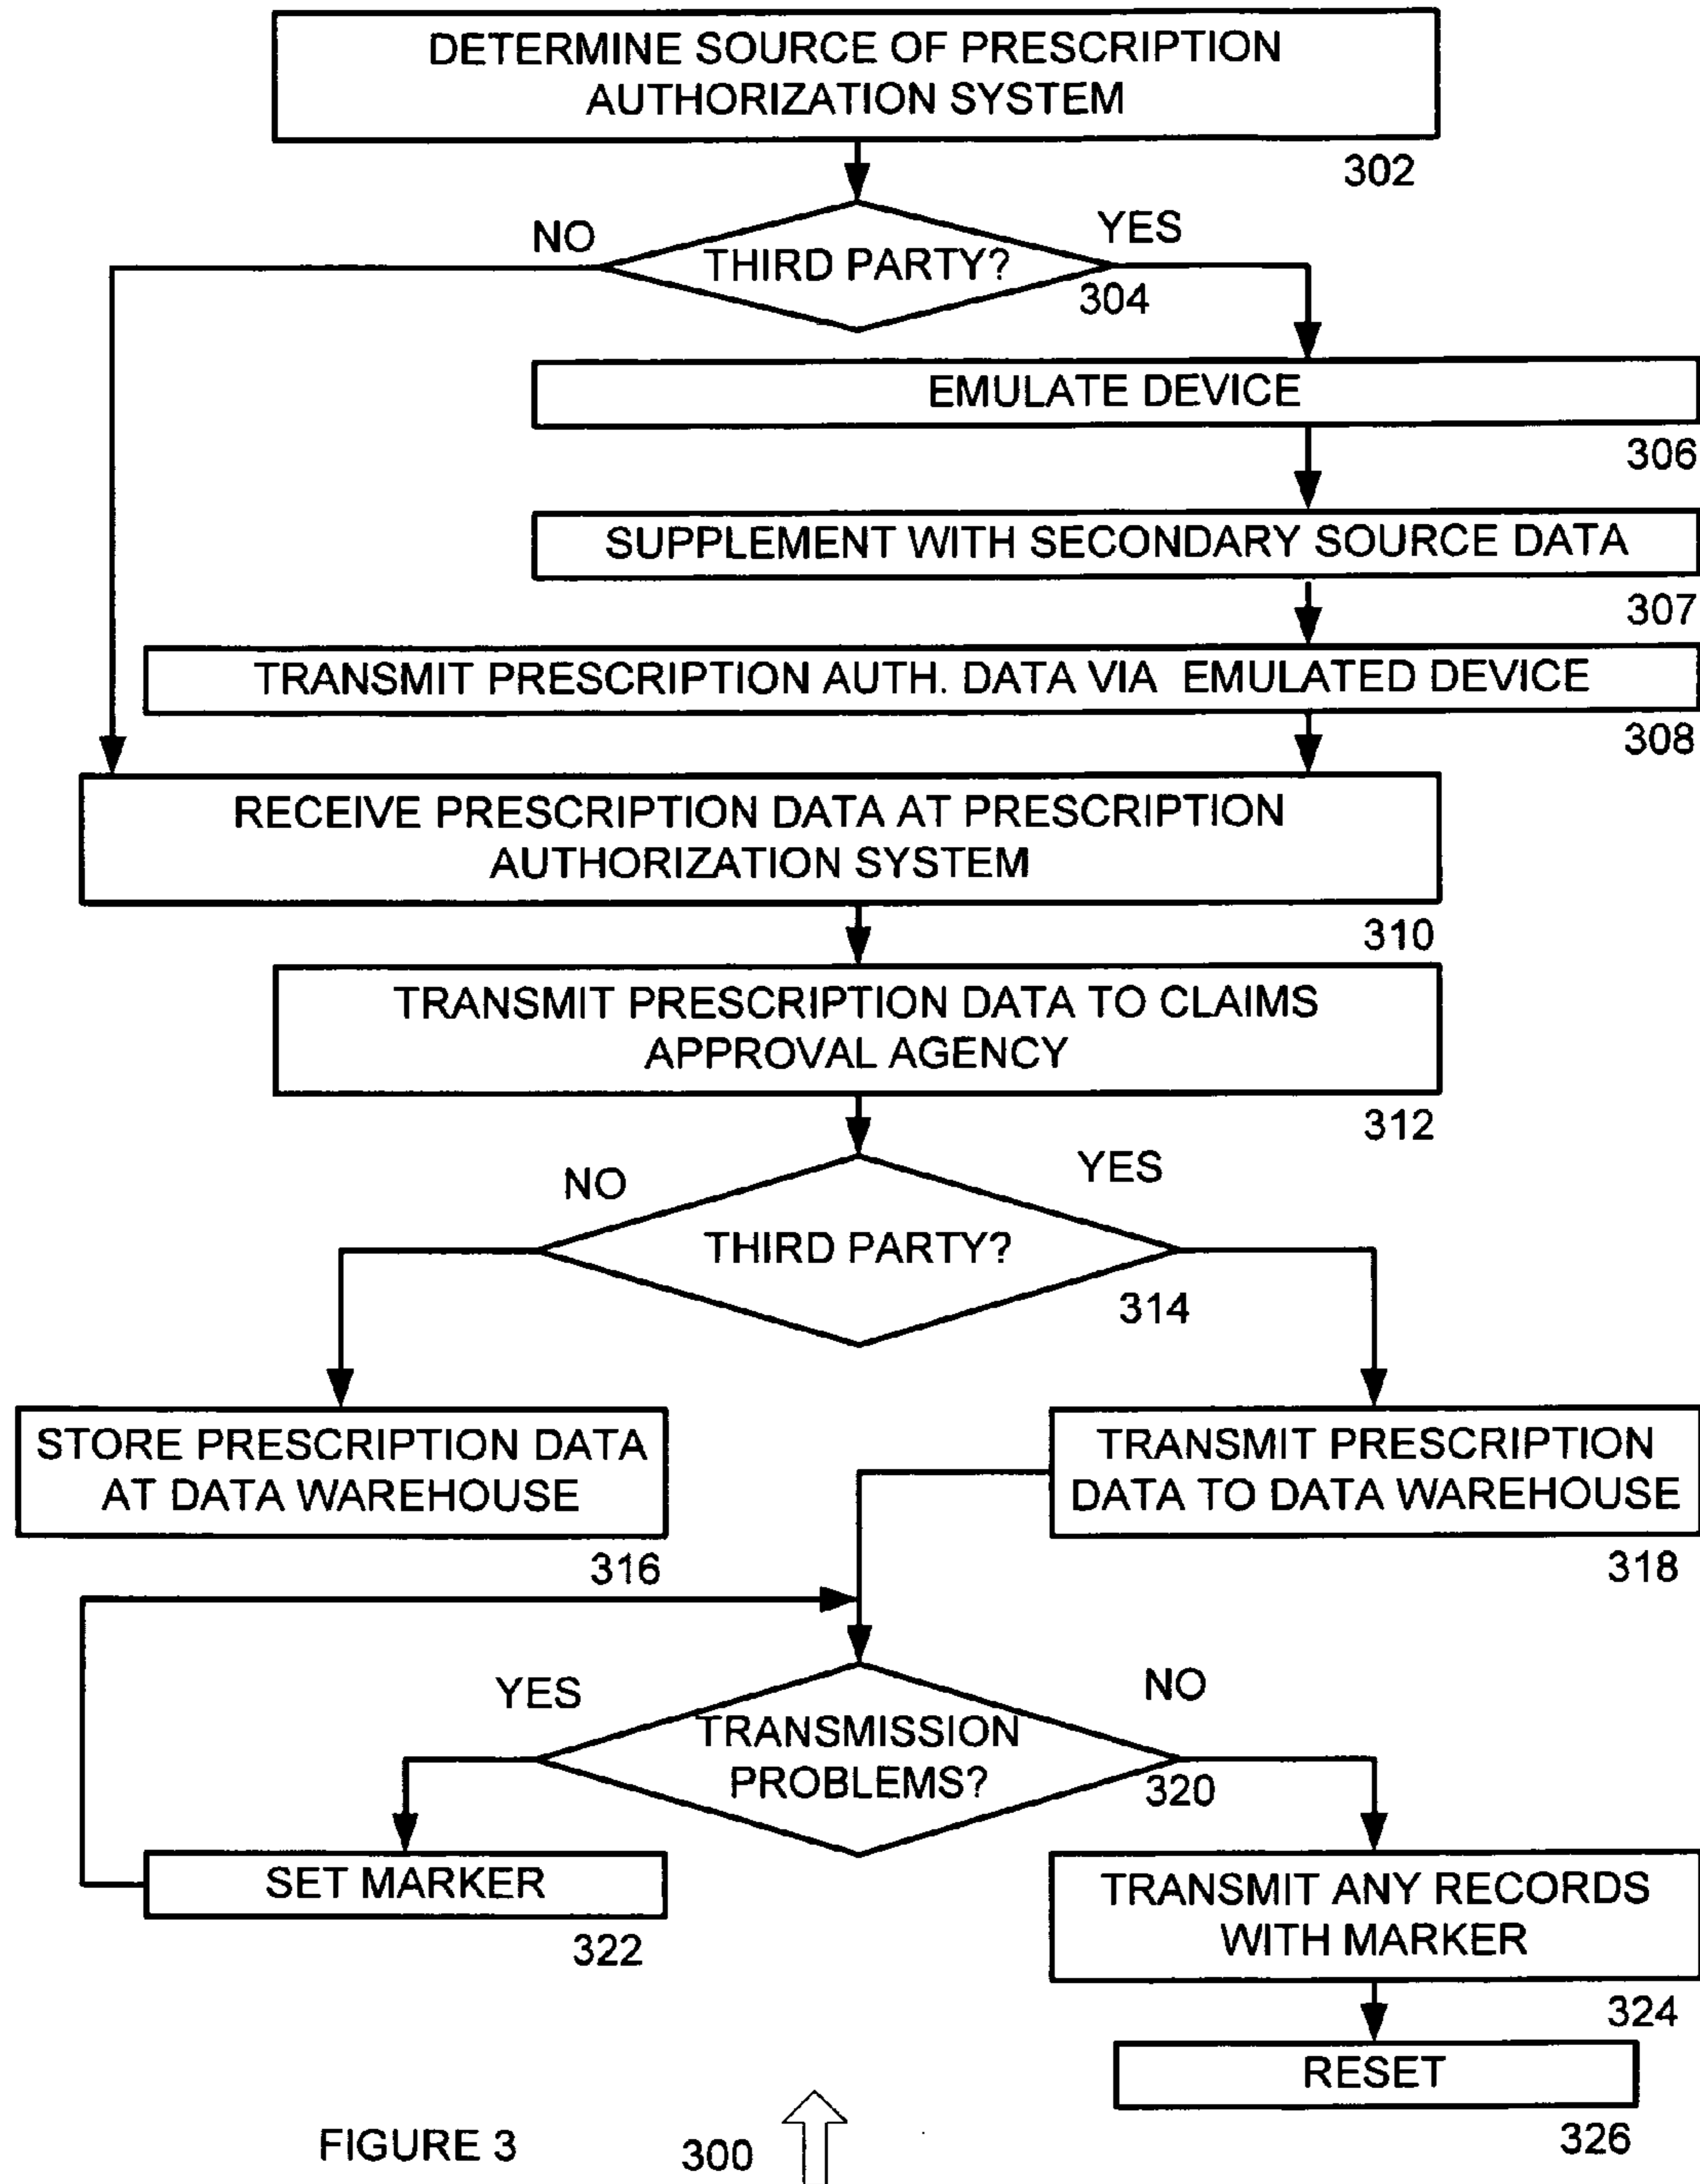 DETERMINE SOURCE OF PRESCRIPTION
AUTHORIZATION SYSTEM
302
NO
YES
THIRD PARTY?
304
EMULATE DEVICE
306
SUPPLEMENT WITH SECONDARY SOURCE DATA
307
TRANSMIT PRESCRIPTION AUTH. DATA VIA EMULATED DEVICE
308
RECEIVE PRESCRIPTION DATA AT PRESCRIPTION
AUTHORIZATION SYSTEM
310
TRANSMIT PRESCRIPTION DATA TO CLAIMS
APPROVAL AGENCY
312
NO
YES
THIRD PARTY?
314
STORE PRESCRIPTION DATA
AT DATA WAREHOUSE
316
TRANSMIT PRESCRIPTION
DATA TO DATA WAREHOUSE
318
YES
NO
TRANSMISSION
PROBLEMS?
320
SET MARKER
322
TRANSMIT ANY RECORDS
WITH MARKER
324
RESET
326
FIGURE 3
300